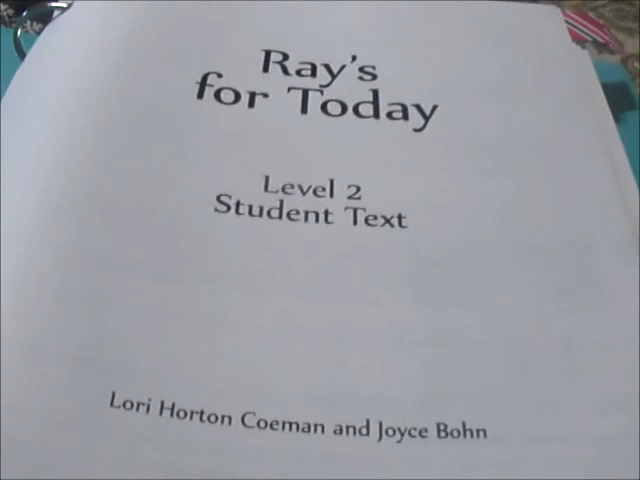 Ray's
for Today
Level 2
Student Text
Lori Horton Coeman and Joyce Bohn